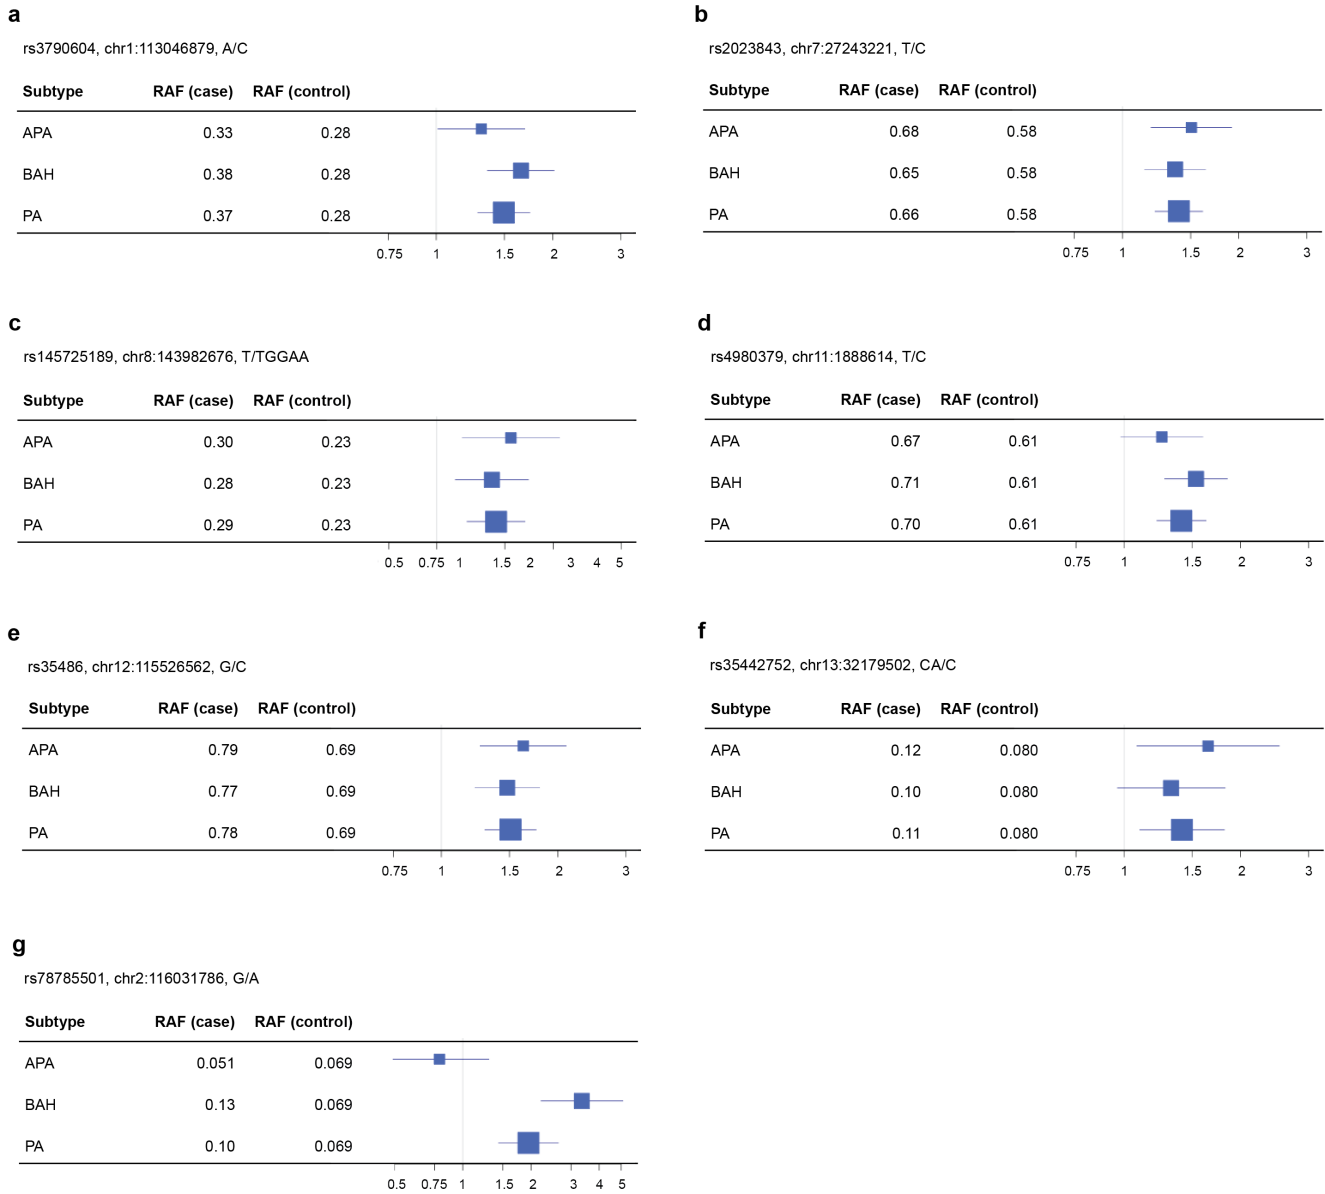 a
rs3790604, chr1:113046879, A/C
Subtype RAF (case) RAF (control)
APA 0.33 0.28
BAH 0.38 0.28
PA 0.37 0.28
0.75 1 1.5 2 3
b
rs2023843, chr7:27243221, T/C
Subtype RAF (case) RAF (control)
APA 0.68 0.58
BAH 0.65 0.58
PA 0.66 0.58
0.75 1 1.5 2 3
c
rs145725189, chr8:143982676, T/TGGAA
Subtype RAF (case) RAF (control)
APA 0.30 0.23
BAH 0.28 0.23
PA 0.29 0.23
0.5 0.75 1 1.5 2 3 4 5
d
rs4980379, chr11:1888614, T/C
Subtype RAF (case) RAF (control)
APA 0.67 0.61
BAH 0.71 0.61
PA 0.70 0.61
0.75 1 1.5 2 3
e
rs35486, chr12:115526562, G/C
Subtype RAF (case) RAF (control)
APA 0.79 0.69
BAH 0.77 0.69
PA 0.78 0.69
0.75 1 1.5 2 3
f
rs35442752, chr13:32179502, CA/C
Subtype RAF (case) RAF (control)
APA 0.12 0.080
BAH 0.10 0.080
PA 0.11 0.080
0.75 1 1.5 2 3
g
rs78785501, chr2:116031786, G/A
Subtype RAF (case) RAF (control)
APA 0.051 0.069
BAH 0.13 0.069
PA 0.10 0.069
0.5 0.75 1 1.5 2 3 4 5